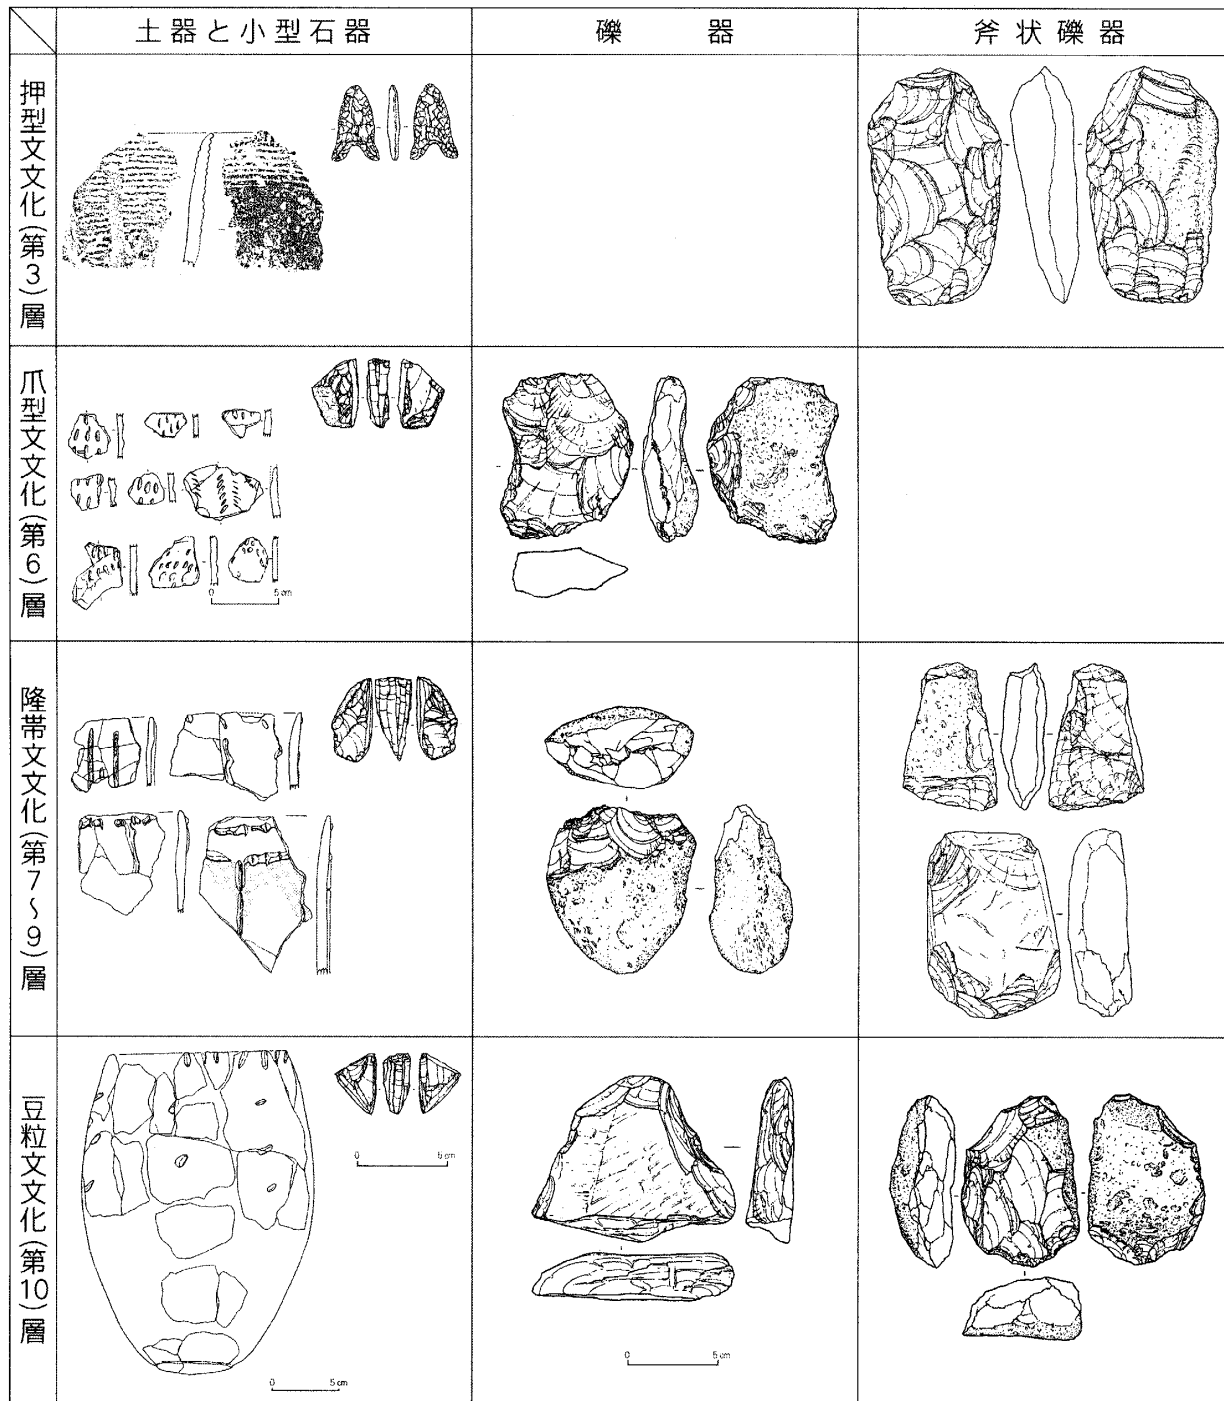 土器と小型石器
礫器
斧状礫器
押型文文化(第3)層
爪型文文化(第6)層
0 5cm
隆帯文文化(第7~9)層
豆粒文文化(第10)層
0 5cm
0 5cm
0 5cm